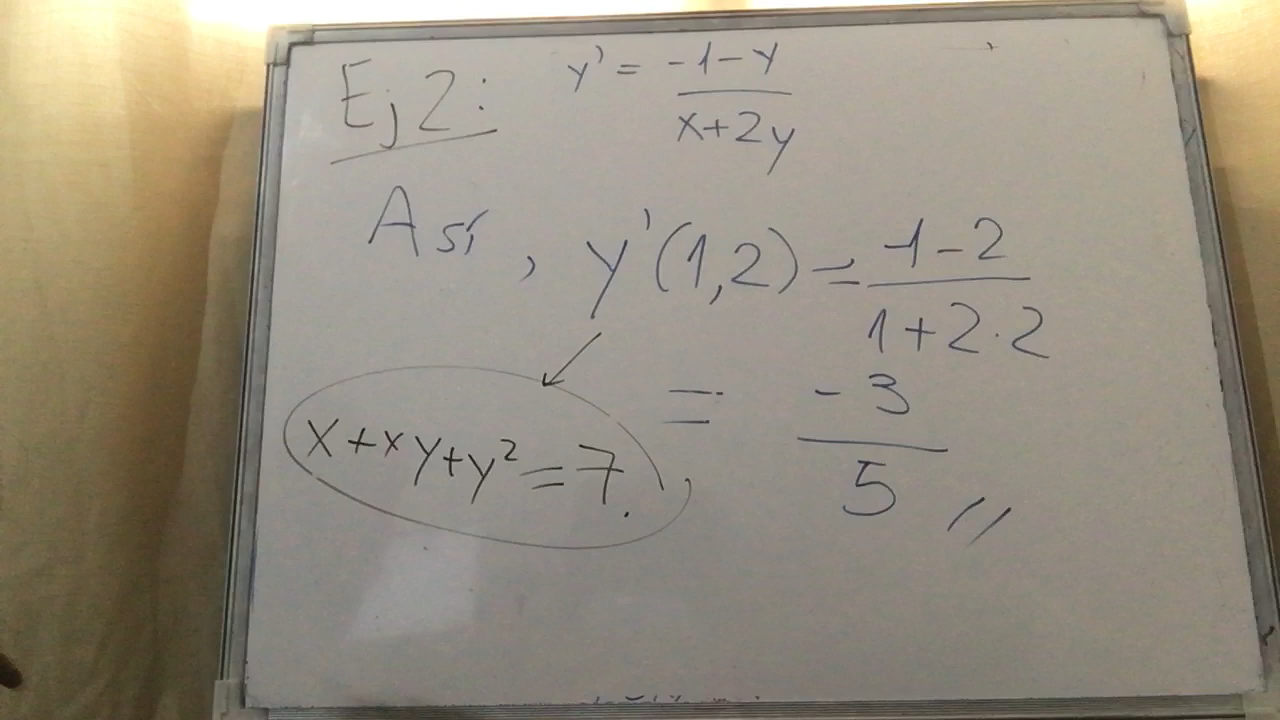 Ej 2: y' = -1-y
x+2y
Así, y'(1,2) = -1-2
1+2·2
= -3
5 //
x+xy+y² = 7.